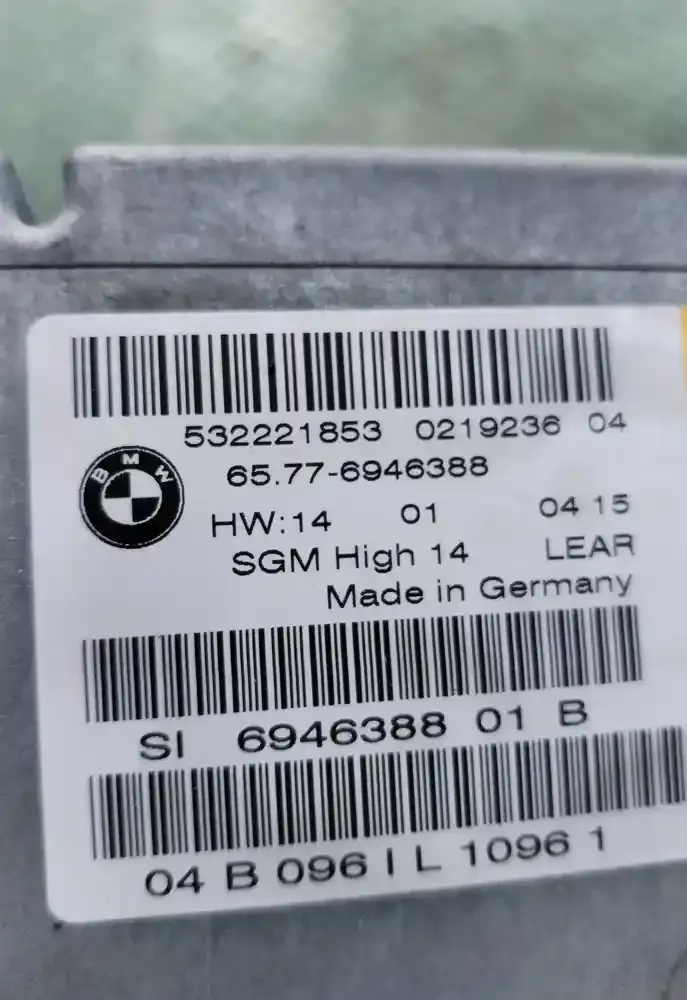 532221853 0219236 04
BMW
65.77-6946388
HW:14 01 04 15
SGM High 14 LEAR
Made in Germany
SI 6946388 01 B
04 B 096 I L 1096 1